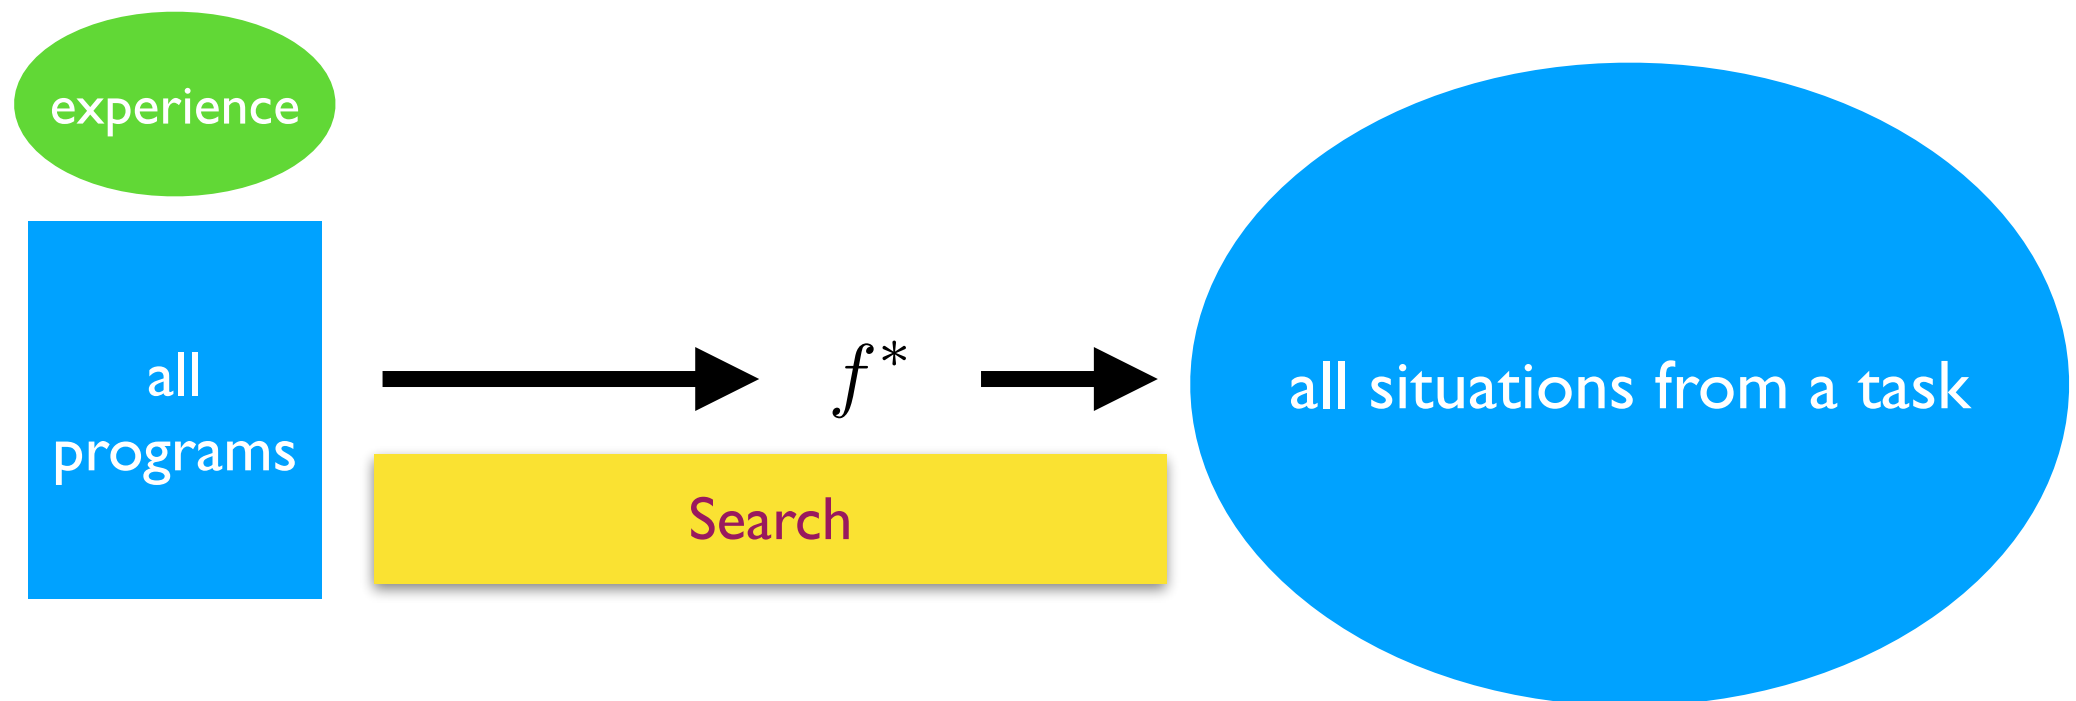 experience
all
programs
f*
all situations from a task
Search